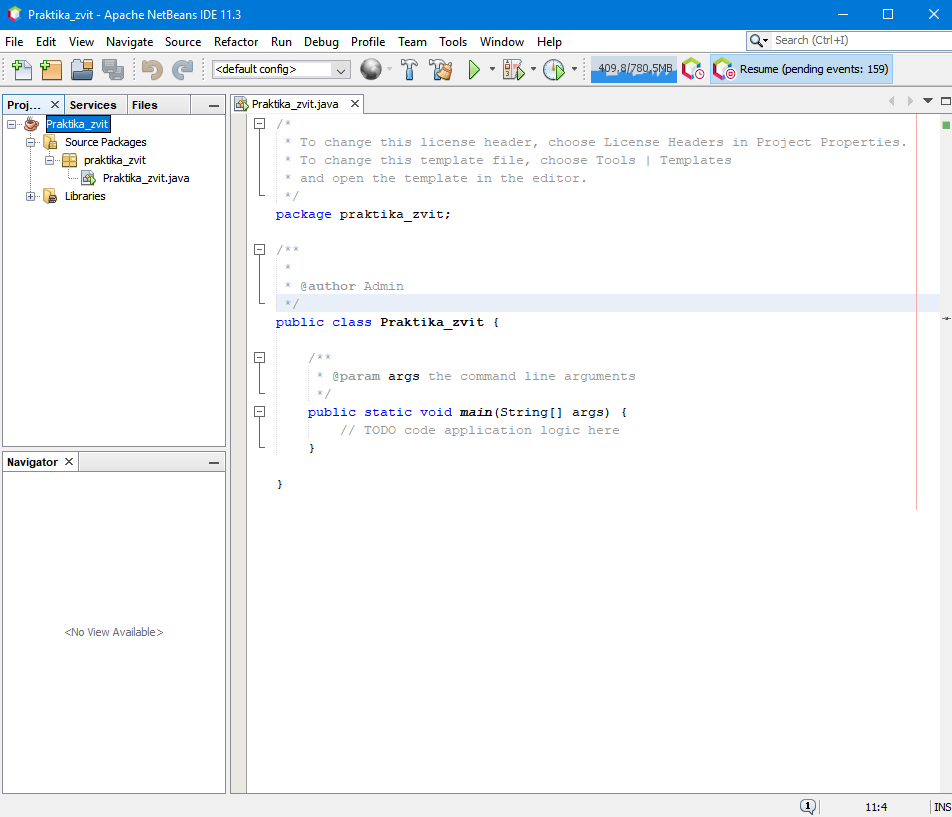 Praktika_zvit - Apache NetBeans IDE 11.3
File Edit View Navigate Source Refactor Run Debug Profile Team Tools Window Help
Search (Ctrl+I)
<default config>
409,8/780,5MB
Resume (pending events: 159)
Proj... Services Files
Praktika_zvit
Source Packages
praktika_zvit
Praktika_zvit.java
Libraries
Navigator
<No View Available>
Praktika_zvit.java
/*
* To change this license header, choose License Headers in Project Properties.
* To change this template file, choose Tools | Templates
* and open the template in the editor.
*/
package praktika_zvit;
/**
*
* @author Admin
*/
public class Praktika_zvit {
/**
* @param args the command line arguments
*/
public static void main(String[] args) {
// TODO code application logic here
}
}
1
11:4
INS